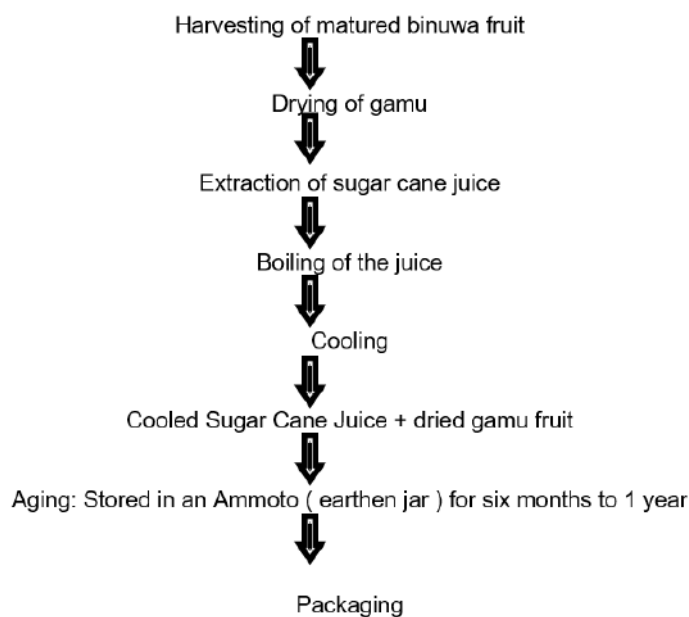 Harvesting of matured binuwa fruit
Drying of gamu
Extraction of sugar cane juice
Boiling of the juice
Cooling
Cooled Sugar Cane Juice + dried gamu fruit
Aging: Stored in an Ammoto ( earthen jar ) for six months to 1 year
Packaging